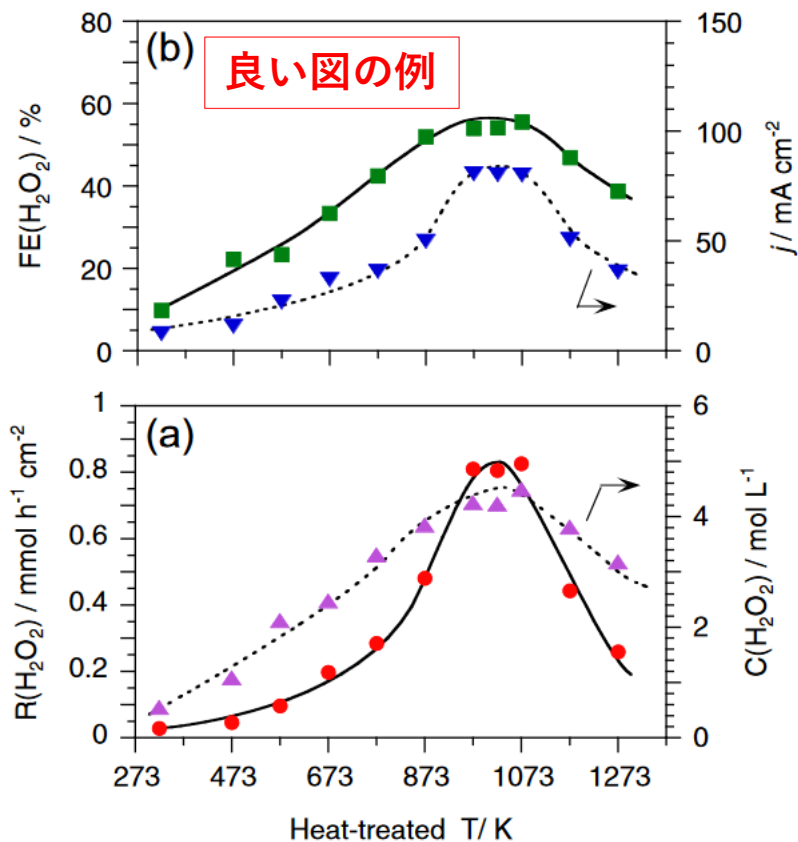 (b)
良い図の例
FE(H₂O₂) / %
80
60
40
20
0
j / mA cm⁻²
150
100
50
0
(a)
R(H₂O₂) / mmol h⁻¹ cm⁻²
1
0.8
0.6
0.4
0.2
0
C(H₂O₂) / mol L⁻¹
6
4
2
0
273 473 673 873 1073 1273
Heat-treated T/ K